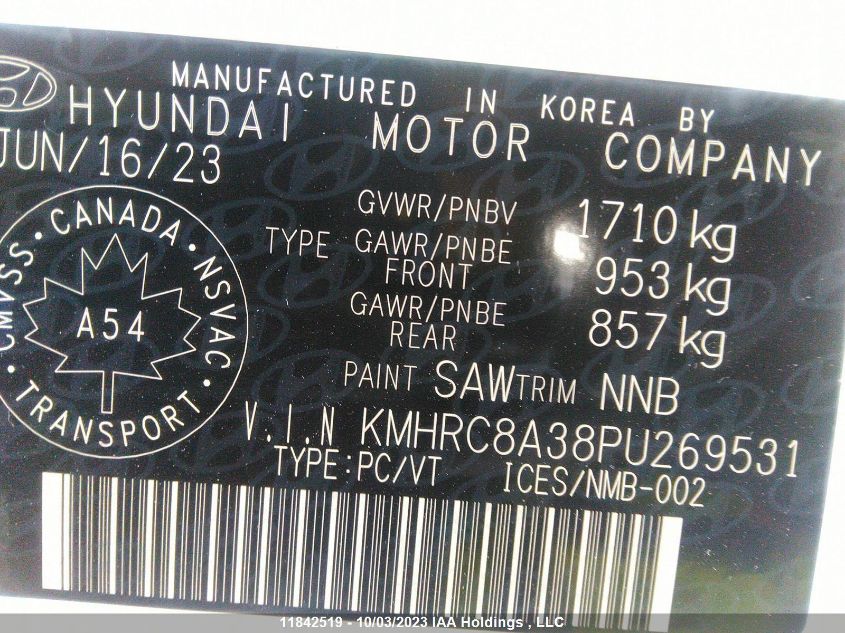 MANUFACTURED IN KOREA BY
HYUNDAI MOTOR COMPANY
JUN/16/23
GVWR/PNBV 1710 kg
TYPE GAWR/PNBE FRONT 953 kg
GAWR/PNBE REAR 857 kg
CMVSS · CANADA · NSVAC · TRANSPORT ·
A54
PAINT SAW TRIM NNB
V.I.N KMHRC8A38PU269531
TYPE:PC/VT ICES/NMB-002
11842519 - 10/03/2023 IAA Holdings , LLC